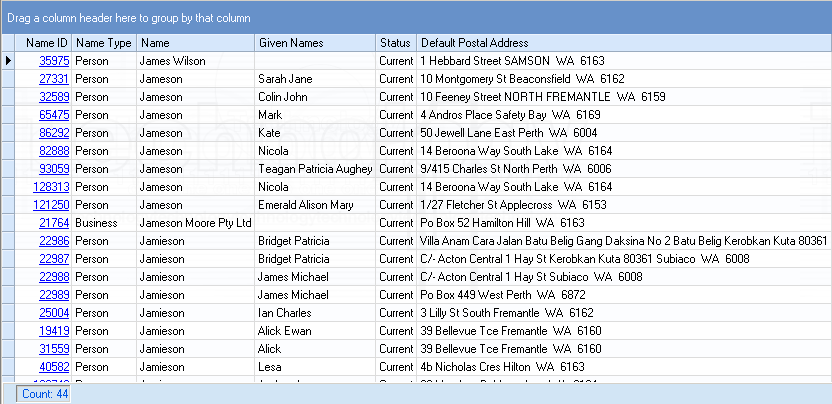 Drag a column header here to group by that column
Name ID Name Type Name Given Names Status Default Postal Address
35975 Person James Wilson Current 1 Hebbard Street SAMSON WA 6163
27331 Person Jameson Sarah Jane Current 10 Montgomery St Beaconsfield WA 6162
32589 Person Jameson Colin John Current 10 Feeney Street NORTH FREMANTLE WA 6159
65475 Person Jameson Mark Current 4 Andros Place Safety Bay WA 6169
86292 Person Jameson Kate Current 50 Jewell Lane East Perth WA 6004
82888 Person Jameson Nicola Current 14 Beroona Way South Lake WA 6164
93059 Person Jameson Teagan Patricia Aughey Current 9/415 Charles St North Perth WA 6006
128313 Person Jameson Nicola Current 14 Beroona Way South Lake WA 6164
121250 Person Jameson Emerald Alison Mary Current 1/27 Fletcher St Applecross WA 6153
21764 Business Jameson Moore Pty Ltd Current Po Box 52 Hamilton Hill WA 6163
22986 Person Jamieson Bridget Patricia Current Villa Anam Cara Jalan Batu Belig Gang Daksina No 2 Batu Belig Kerobkan Kuta 80361
22987 Person Jamieson Bridget Patricia Current C/- Acton Central 1 Hay St Kerobkan Kuta 80361 Subiaco WA 6008
22988 Person Jamieson James Michael Current C/- Acton Central 1 Hay St Subiaco WA 6008
22989 Person Jamieson James Michael Current Po Box 449 West Perth WA 6872
25004 Person Jamieson Ian Charles Current 3 Lilly St South Fremantle WA 6162
19419 Person Jamieson Alick Ewan Current 39 Bellevue Tce Fremantle WA 6160
31559 Person Jamieson Alick Current 39 Bellevue Tce Fremantle WA 6160
40582 Person Jamieson Lesa Current 4b Nicholas Cres Hilton WA 6163
Count: 44